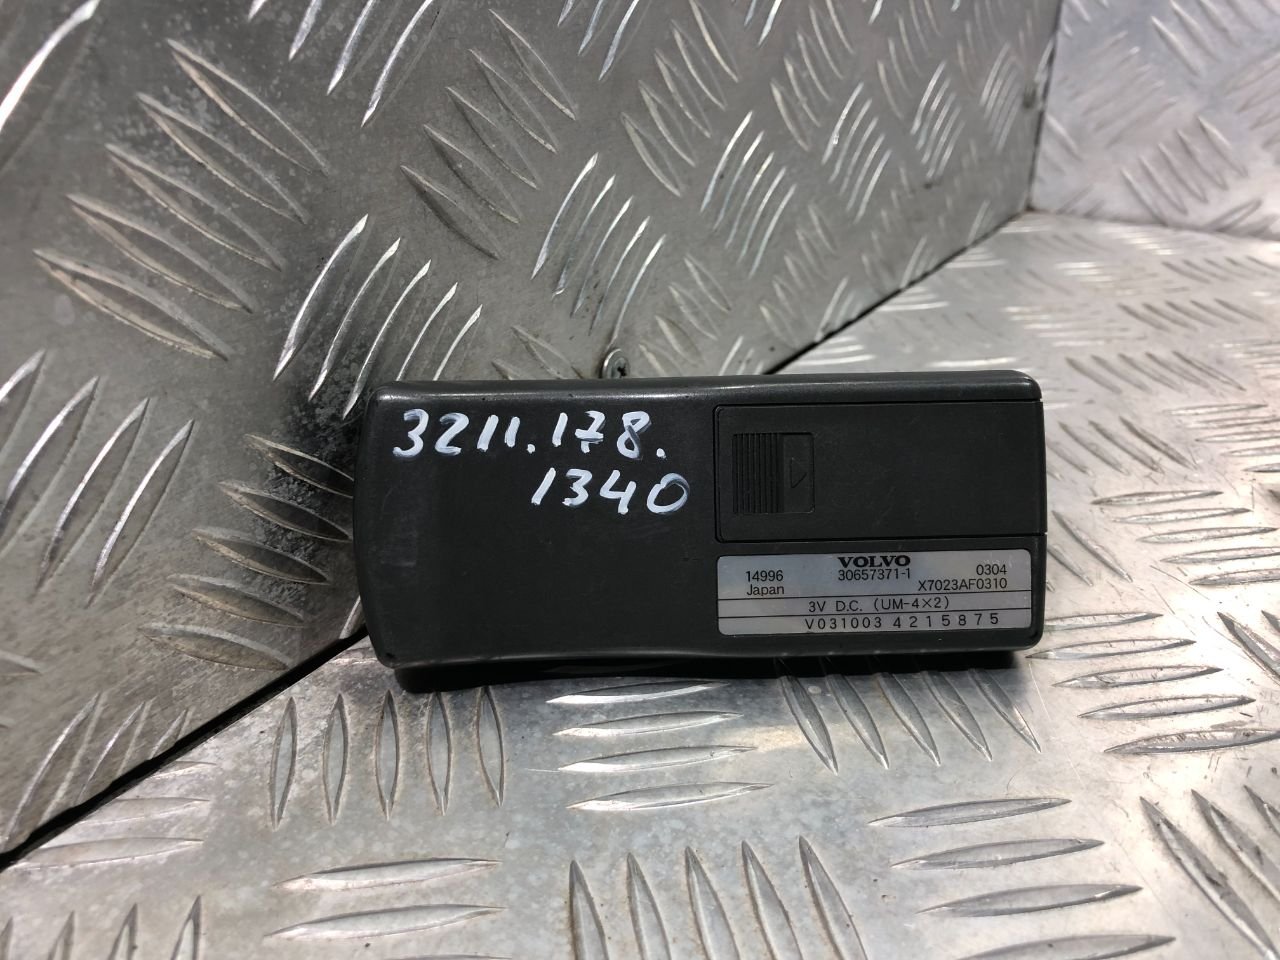 3211.178.
1340
VOLVO
14996 30657371-1 0304
Japan X7023AF0310
3V D.C. (UM-4×2)
V031003 4215875